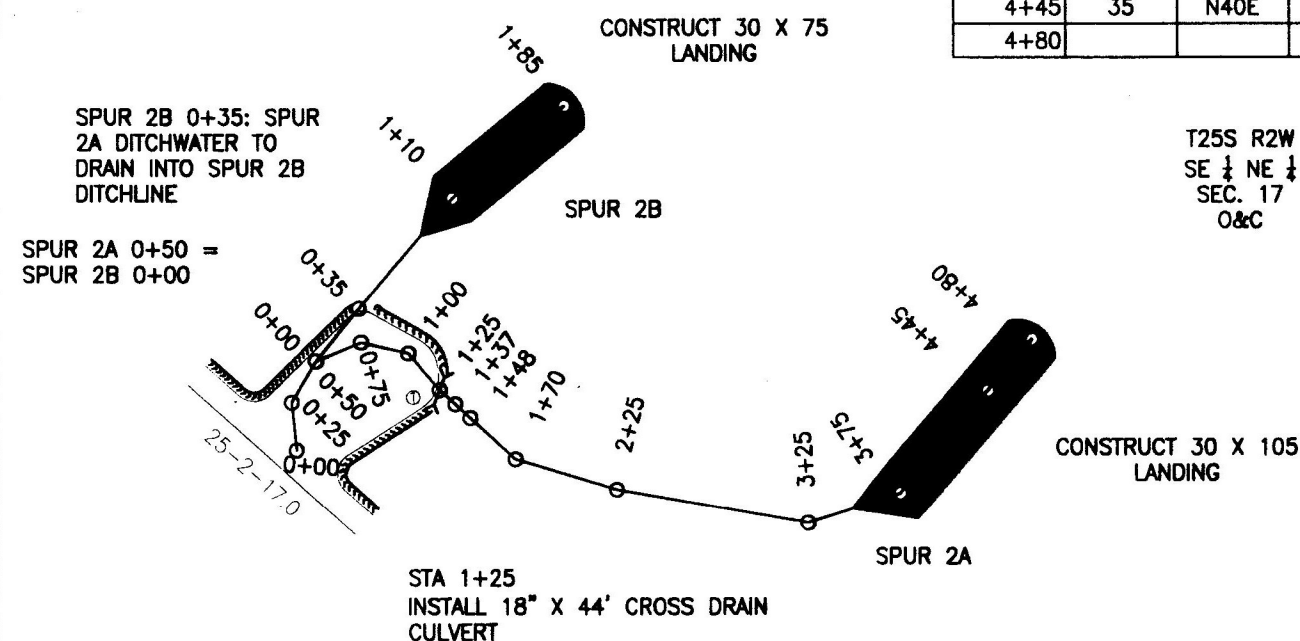 4+45 35 N40E
4+80
CONSTRUCT 30 X 75
LANDING
1+85
1+10
SPUR 2B 0+35: SPUR
2A DITCHWATER TO
DRAIN INTO SPUR 2B
DITCHLINE
SPUR 2B
T25S R2W
SE ¼ NE ¼
SEC. 17
O&C
SPUR 2A 0+50 =
SPUR 2B 0+00
0+35
0+00
1+00
1+25
1+37
1+48
1+70
0+75
0+50
0+25
0+00
25-2-17.0
2+25
3+25
3+75
4+45
4+80
CONSTRUCT 30 X 105
LANDING
SPUR 2A
STA 1+25
INSTALL 18" X 44' CROSS DRAIN
CULVERT